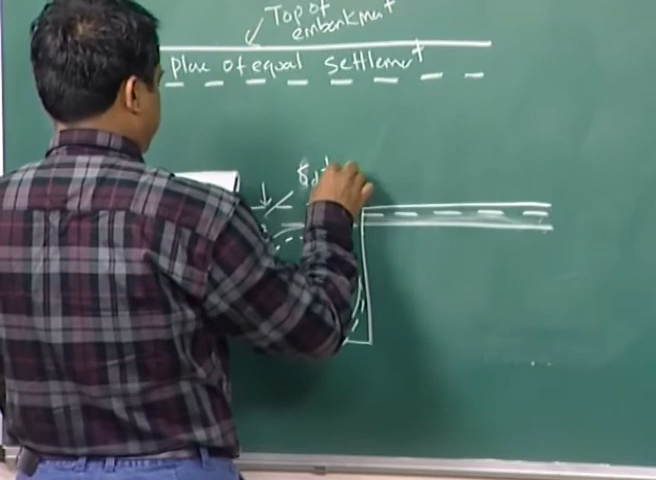 Top of
embankment
plane of equal settlement